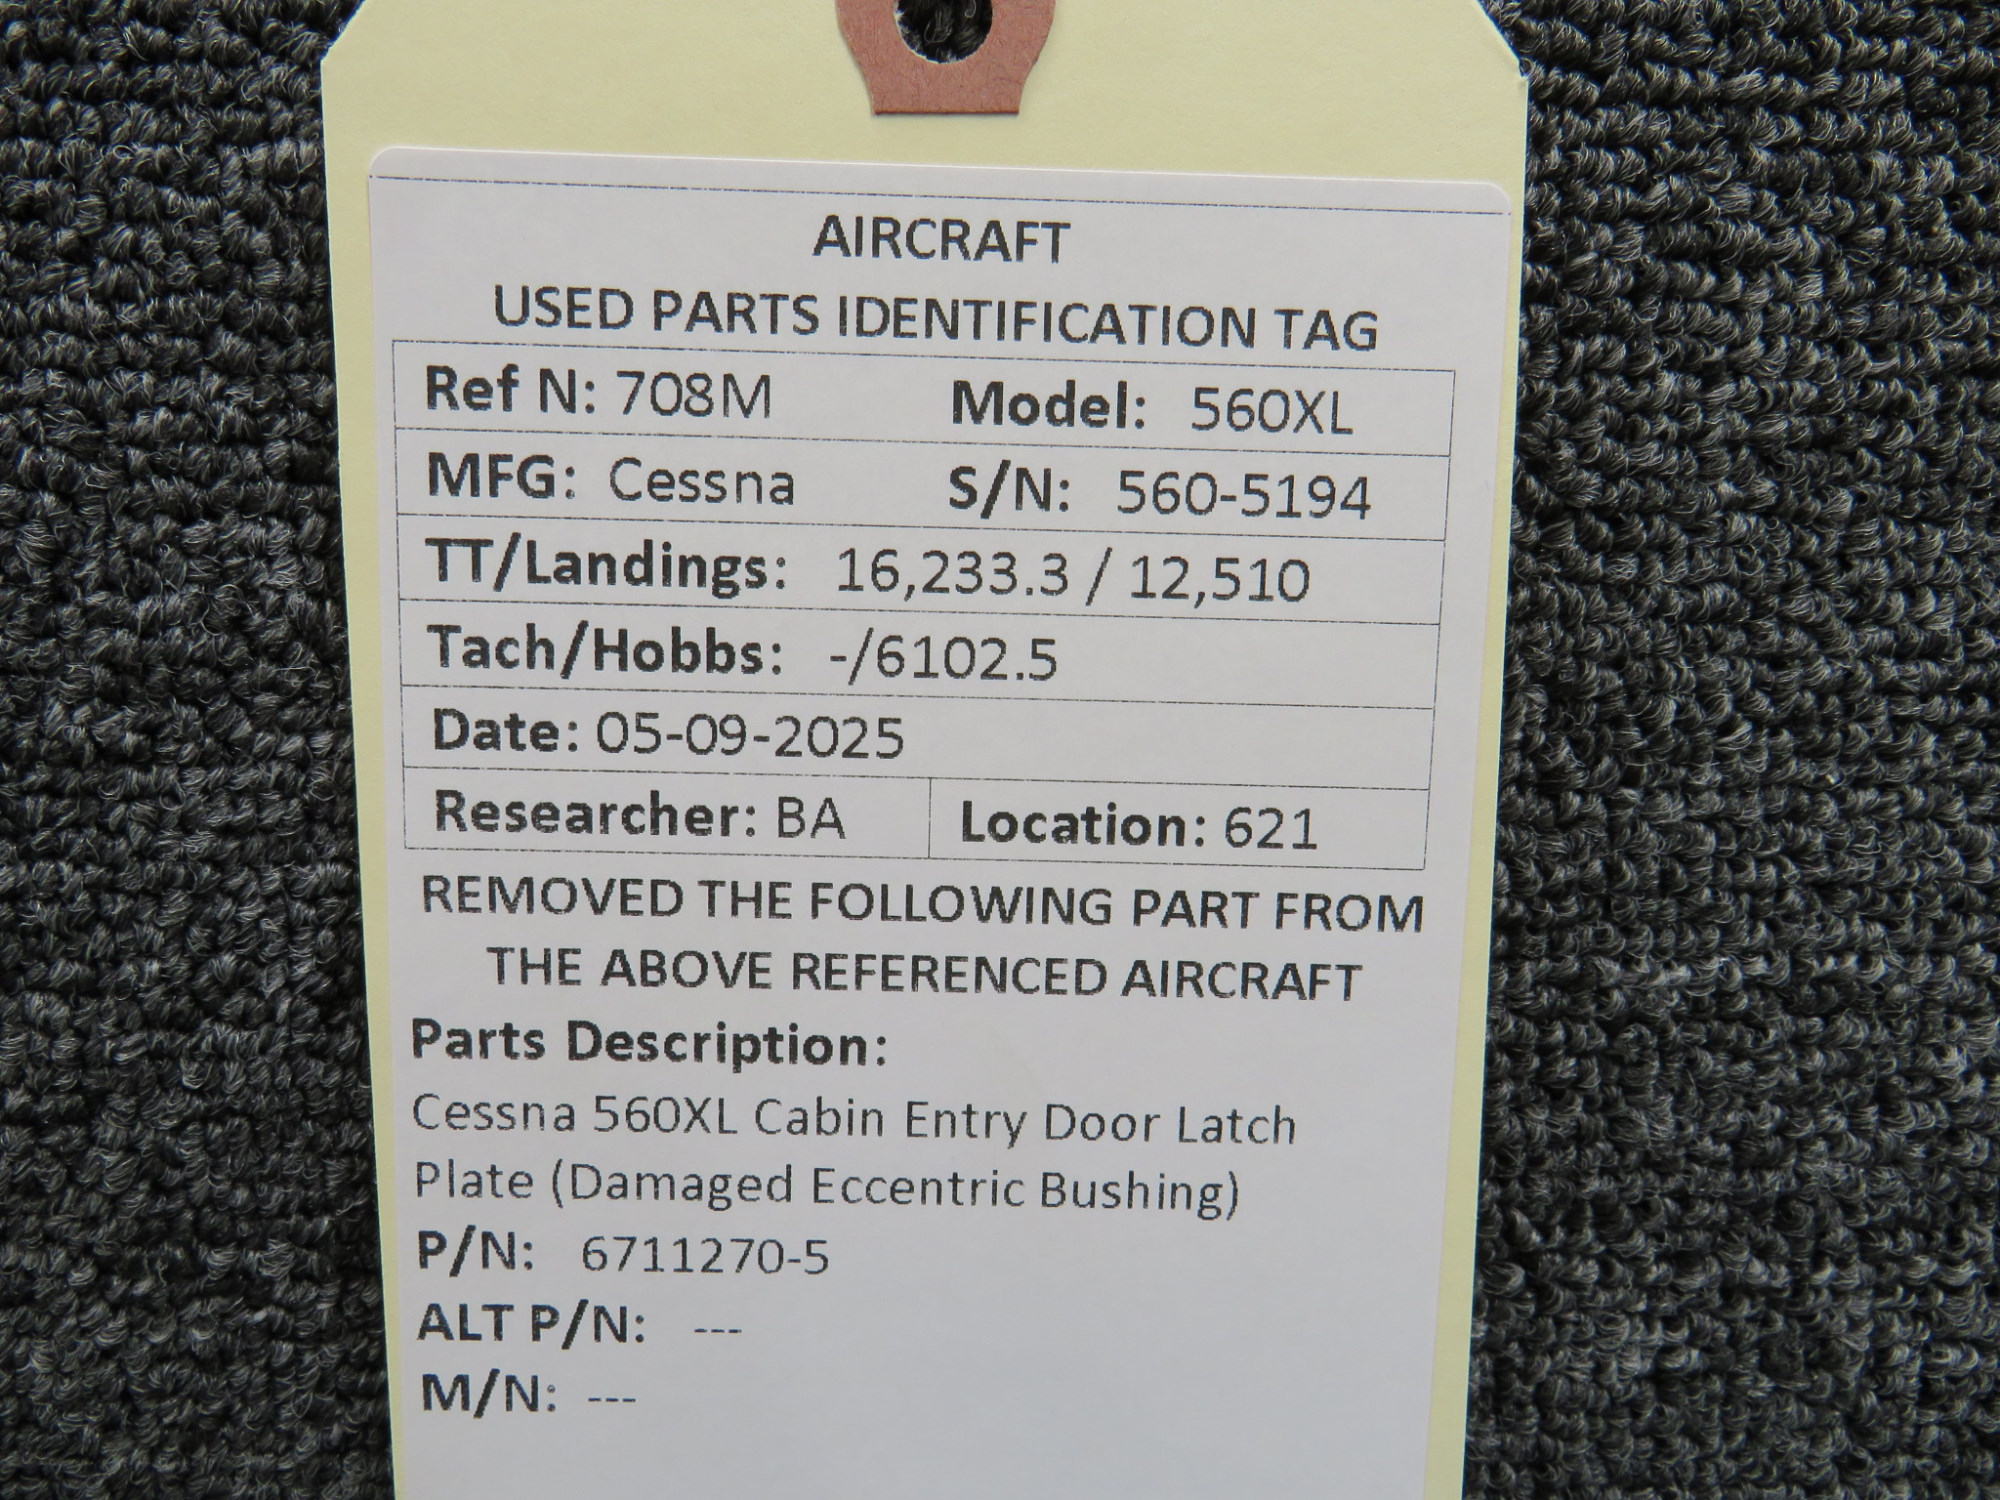 AIRCRAFT
USED PARTS IDENTIFICATION TAG
Ref N: 708M Model: 560XL
MFG: Cessna S/N: 560-5194
TT/Landings: 16,233.3 / 12,510
Tach/Hobbs: -/6102.5
Date: 05-09-2025
Researcher: BA Location: 621
REMOVED THE FOLLOWING PART FROM
THE ABOVE REFERENCED AIRCRAFT
Parts Description:
Cessna 560XL Cabin Entry Door Latch
Plate (Damaged Eccentric Bushing)
P/N: 6711270-5
ALT P/N: ---
M/N: ---